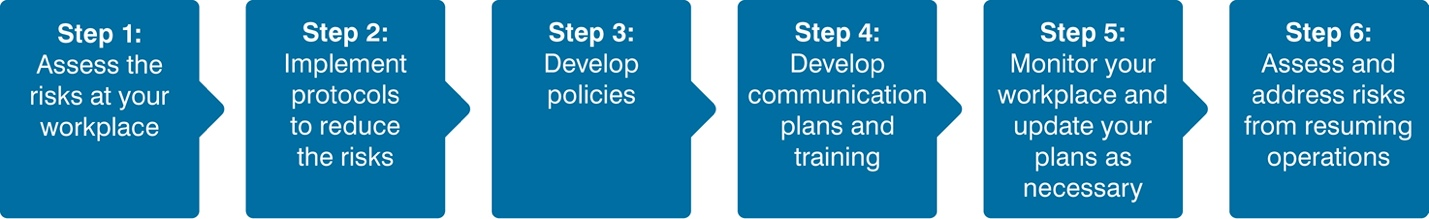 Step 1:
Assess the
risks at your
workplace
Step 2:
Implement
protocols
to reduce
the risks
Step 3:
Develop
policies
Step 4:
Develop
communication
plans and
training
Step 5:
Monitor your
workplace and
update your
plans as
necessary
Step 6:
Assess and
address risks
from resuming
operations